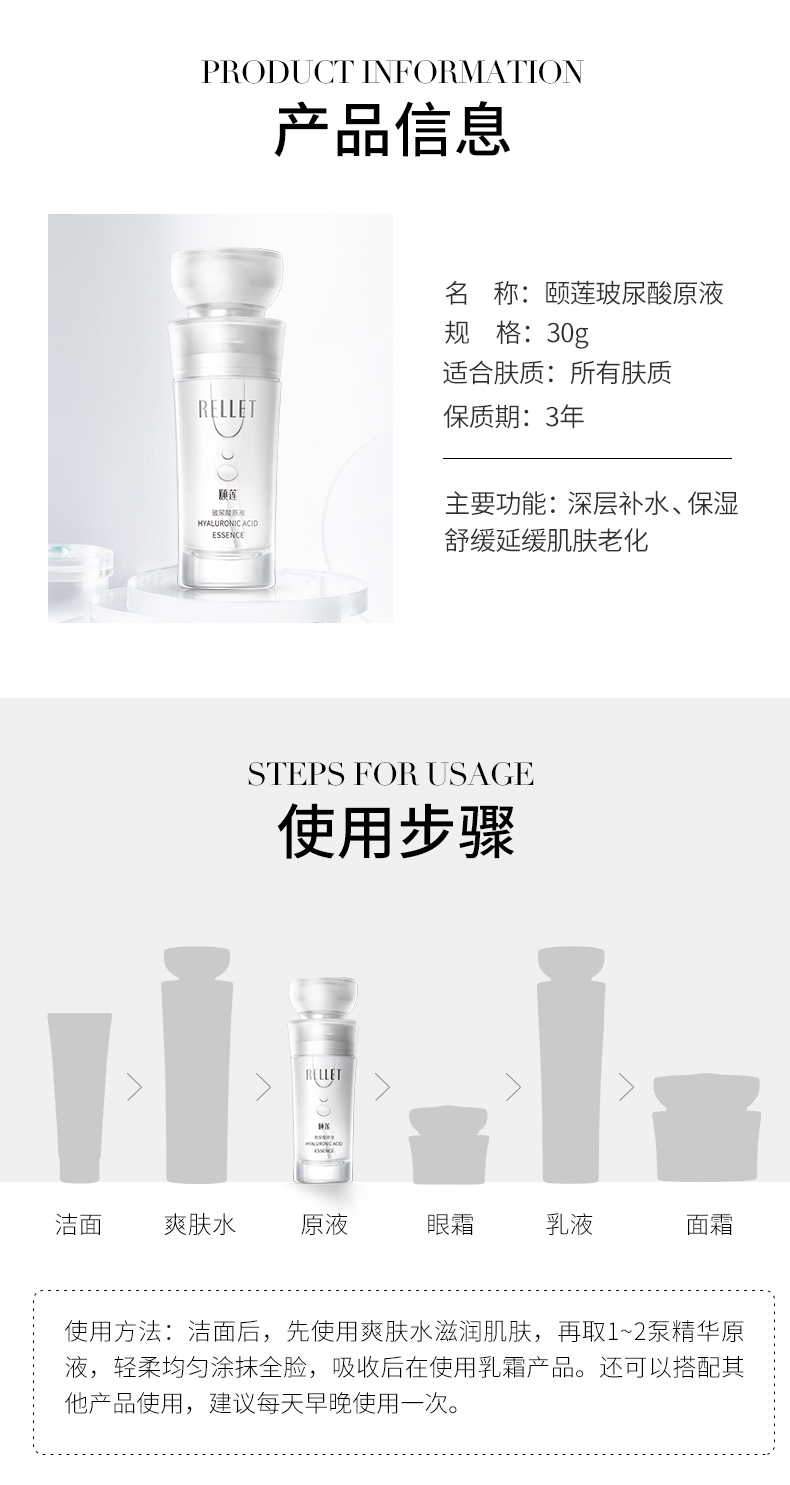 PRODUCT INFORMATION
产品信息
名 称：颐莲玻尿酸原液
规 格：30g
适合肤质：所有肤质
保质期：3年
主要功能：深层补水、保湿
舒缓延缓肌肤老化
RELLET
颐莲
玻尿酸原液
HYALURONIC ACID
ESSENCE
STEPS FOR USAGE
使用步骤
RELLET
颐莲
玻尿酸原液
HYALURONIC ACID
ESSENCE
洁面
爽肤水
原液
眼霜
乳液
面霜
使用方法：洁面后，先使用爽肤水滋润肌肤，再取1~2泵精华原
液，轻柔均匀涂抹全脸，吸收后在使用乳霜产品。还可以搭配其
他产品使用，建议每天早晚使用一次。